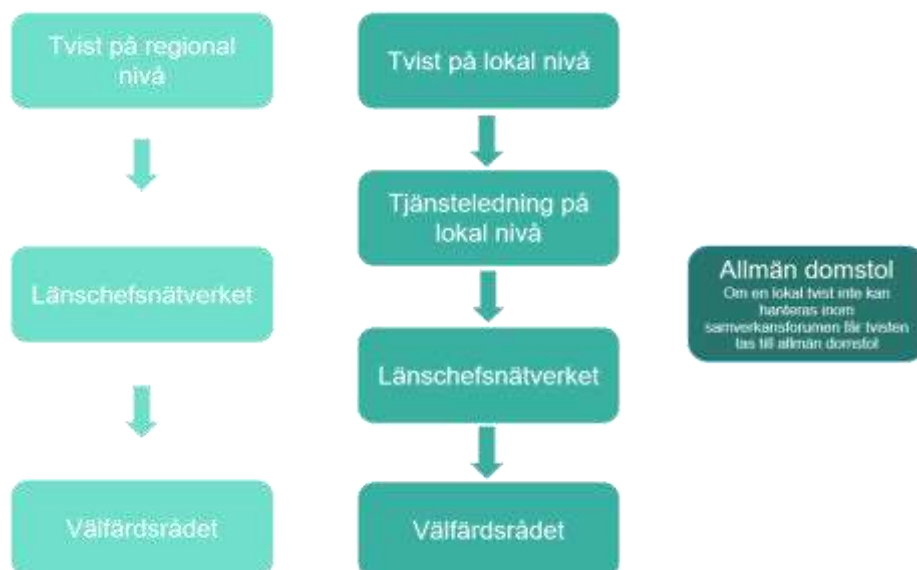 Tvist på regional
nivå
Länschefsnätverket
Välfärdsrådet
Tvist på lokal nivå
Tjänsteledning på
lokal nivå
Länschefsnätverket
Välfärdsrådet
Allmän domstol
Om en lokal tvist inte kan
hanteras inom
samverkansforumen får tvisten
tas till allmän domstol